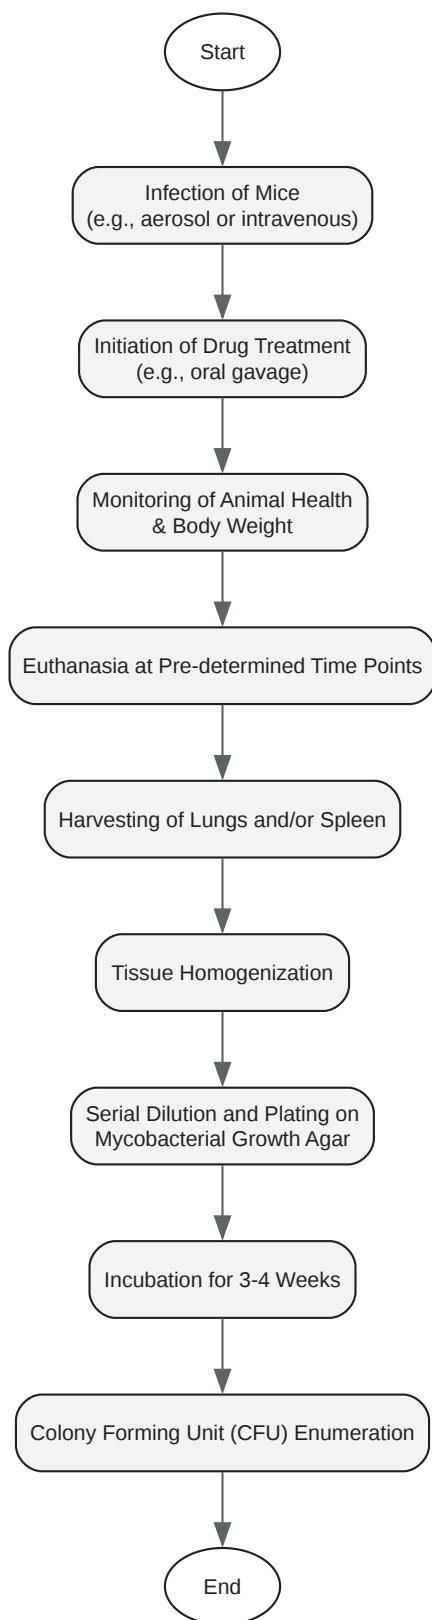 Start
Infection of Mice
(e.g., aerosol or intravenous)
Initiation of Drug Treatment
(e.g., oral gavage)
Monitoring of Animal Health
& Body Weight
Euthanasia at Pre-determined Time Points
Harvesting of Lungs and/or Spleen
Tissue Homogenization
Serial Dilution and Plating on
Mycobacterial Growth Agar
Incubation for 3-4 Weeks
Colony Forming Unit (CFU) Enumeration
End